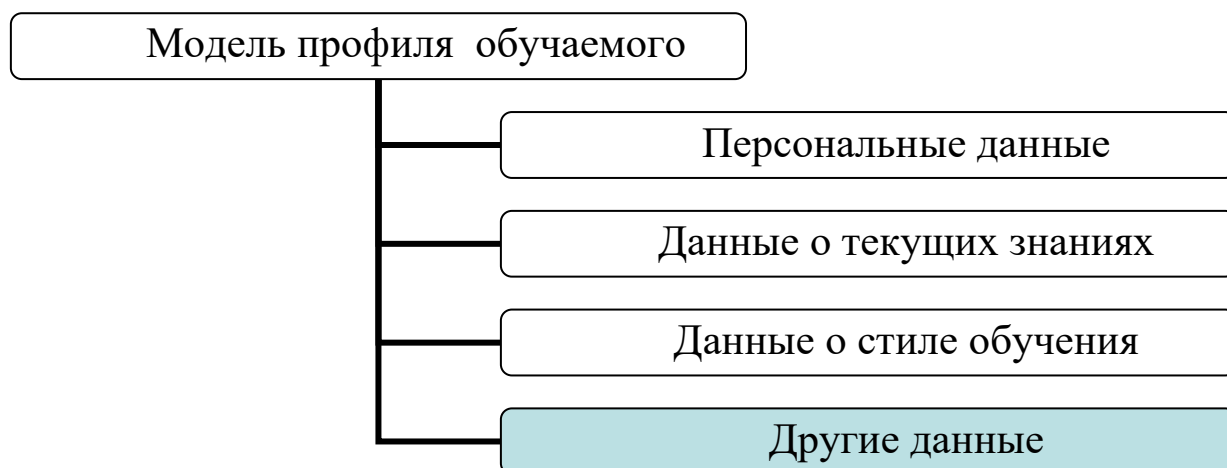 Модель профиля обучаемого
Персональные данные
Данные о текущих знаниях
Данные о стиле обучения
Другие данные